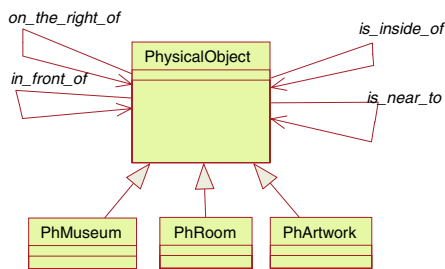 on_the_right_of
PhysicalObject
is_inside_of
in_front_of
is_near_to
PhMuseum
PhRoom
PhArtwork